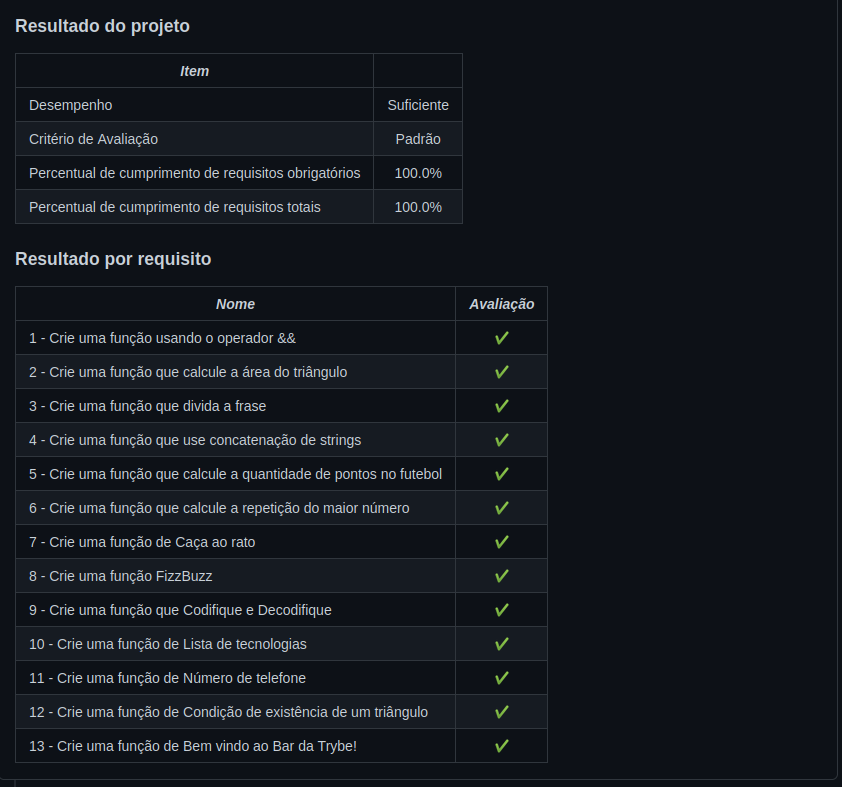 Resultado do projeto
Item
Desempenho Suficiente
Critério de Avaliação Padrão
Percentual de cumprimento de requisitos obrigatórios 100.0%
Percentual de cumprimento de requisitos totais 100.0%
Resultado por requisito
Nome Avaliação
1 - Crie uma função usando o operador && ✔
2 - Crie uma função que calcule a área do triângulo ✔
3 - Crie uma função que divida a frase ✔
4 - Crie uma função que use concatenação de strings ✔
5 - Crie uma função que calcule a quantidade de pontos no futebol ✔
6 - Crie uma função que calcule a repetição do maior número ✔
7 - Crie uma função de Caça ao rato ✔
8 - Crie uma função FizzBuzz ✔
9 - Crie uma função que Codifique e Decodifique ✔
10 - Crie uma função de Lista de tecnologias ✔
11 - Crie uma função de Número de telefone ✔
12 - Crie uma função de Condição de existência de um triângulo ✔
13 - Crie uma função de Bem vindo ao Bar da Trybe! ✔